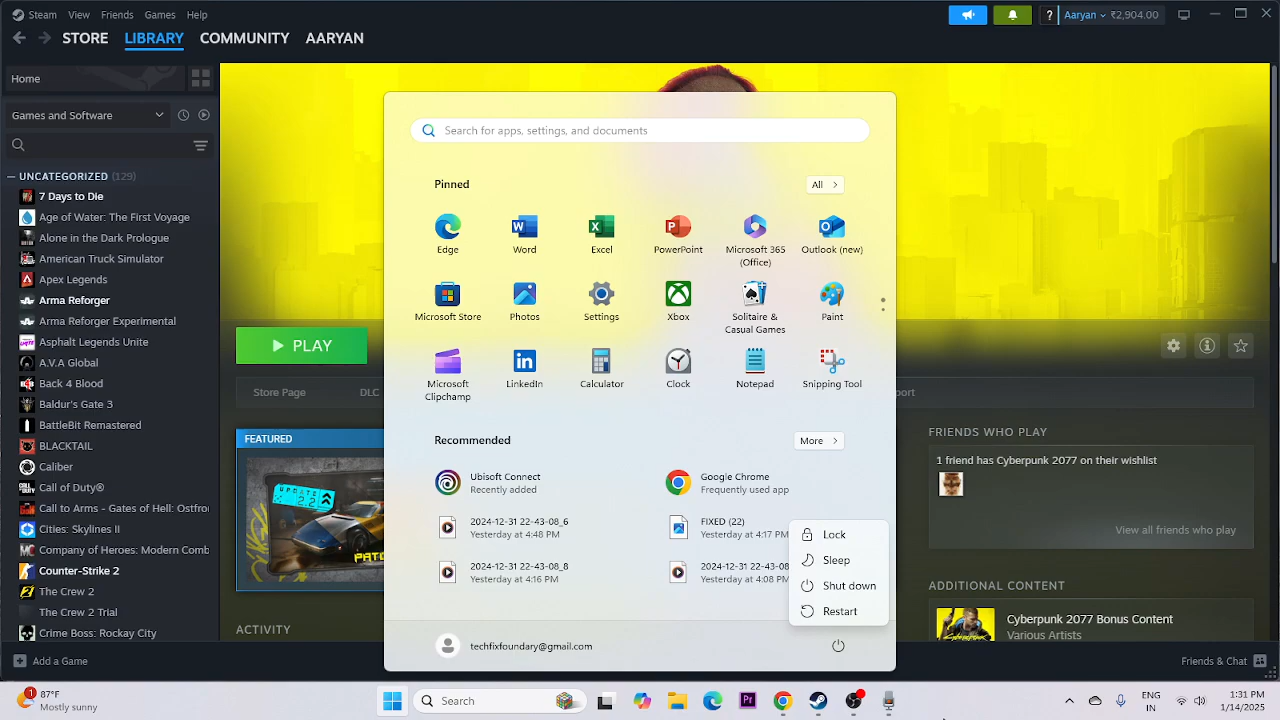 Steam View Friends Games Help
? Aaryan ₹2,904.00
STORE LIBRARY COMMUNITY AARYAN
Home
Games and Software
UNCATEGORIZED (129)
7 Days to Die
Age of Water: The First Voyage
Alone in the Dark Prologue
American Truck Simulator
Apex Legends
Arma Reforger
Arma Reforger Experimental
Asphalt Legends Unite
AVA Global
Back 4 Blood
Baldur's Gate 3
BattleBit Remastered
BLACKTAIL
Caliber
Call of Duty®
Call to Arms - Gates of Hell: Ostfron
Cities: Skylines II
Company of Heroes: Modern Comb
Counter-Strike 2
The Crew 2
The Crew 2 Trial
Crime Boss: Rockay City
Add a Game
PLAY
Store Page DLC
port
FEATURED
UPDATE
2.2
PATC
ACTIVITY
Search for apps, settings, and documents
Pinned
All
Edge
Word
Excel
PowerPoint
Microsoft 365
(Office)
Outlook (new)
Microsoft Store
Photos
Settings
Xbox
Solitaire &
Casual Games
Paint
Microsoft
Clipchamp
LinkedIn
Calculator
Clock
Notepad
Snipping Tool
Recommended
More
Ubisoft Connect
Recently added
Google Chrome
Frequently used app
2024-12-31 22-43-08_6
Yesterday at 4:48 PM
FIXED (22)
Yesterday at 4:17 PM
2024-12-31 22-43-08_8
Yesterday at 4:16 PM
2024-12-31 22-43-08
Yesterday at 4:08 PM
Lock
Sleep
Shut down
Restart
techfixfoundary@gmail.com
FRIENDS WHO PLAY
1 friend has Cyberpunk 2077 on their wishlist
View all friends who play
ADDITIONAL CONTENT
Cyberpunk 2077 Bonus Content
Various Artists
Friends & Chat
1
87°F
Mostly sunny
Search
Pr
ENG
IN
1:31 PM
1/14/2025